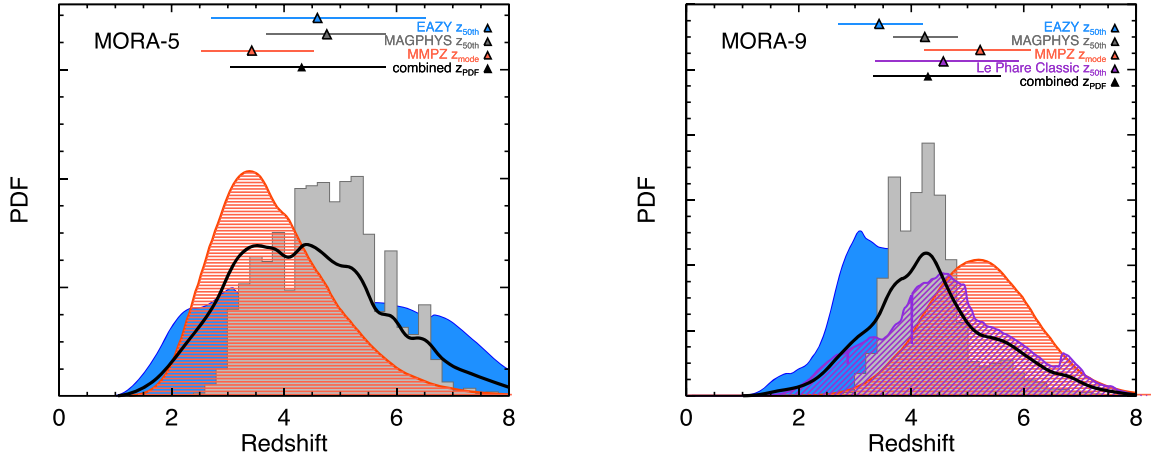 MORA-5
EAZY z50th
MAGPHYS z50th
MMPZ zmode
combined zPDF
PDF
0 2 4 6 8
Redshift
MORA-9
EAZY z50th
MAGPHYS z50th
MMPZ zmode
Le Phare Classic z50th
combined zPDF
PDF
0 2 4 6 8
Redshift